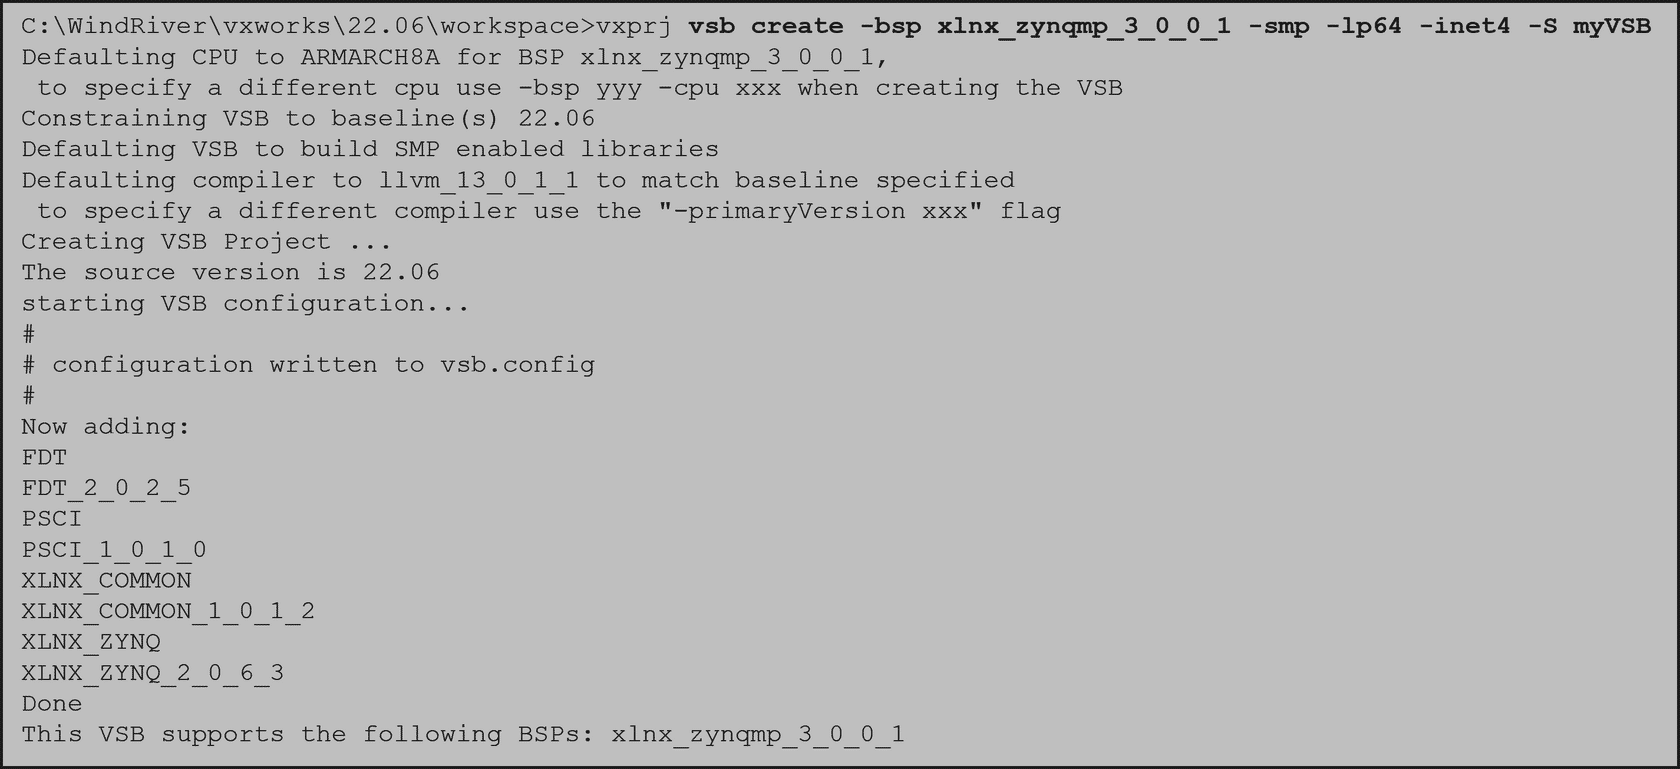 C:\WindRiver\vxworks\22.06\workspace>vxprj vsb create -bsp xlnx_zynqmp_3_0_0_1 -smp -lp64 -inet4 -S myVSB
Defaulting CPU to ARMARCH8A for BSP xlnx_zynqmp_3_0_0_1,
 to specify a different cpu use -bsp yyy -cpu xxx when creating the VSB
Constraining VSB to baseline(s) 22.06
Defaulting VSB to build SMP enabled libraries
Defaulting compiler to llvm_13_0_1_1 to match baseline specified
 to specify a different compiler use the "-primaryVersion xxx" flag
Creating VSB Project ...
The source version is 22.06
starting VSB configuration...
#
# configuration written to vsb.config
#
Now adding:
FDT
FDT_2_0_2_5
PSCI
PSCI_1_0_1_0
XLNX_COMMON
XLNX_COMMON_1_0_1_2
XLNX_ZYNQ
XLNX_ZYNQ_2_0_6_3
Done
This VSB supports the following BSPs: xlnx_zynqmp_3_0_0_1